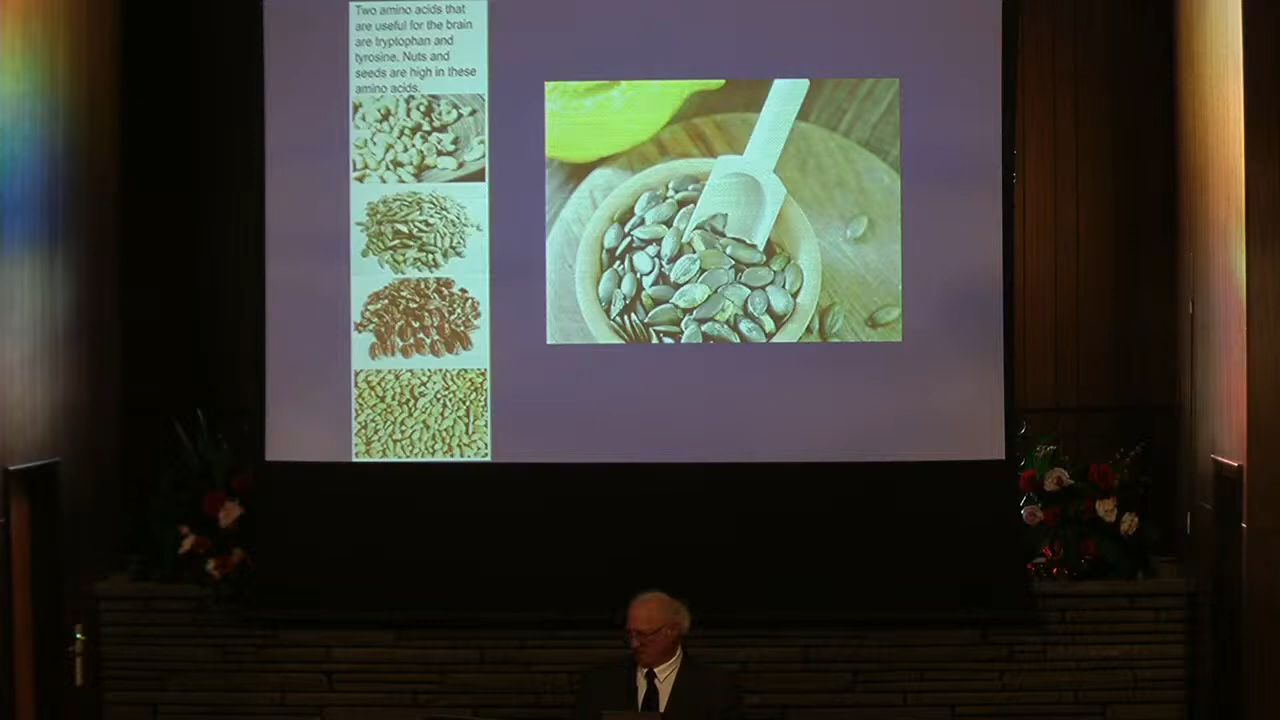 Two amino acids that
are useful for the brain
are tryptophan and
tyrosine. Nuts and
seeds are high in these
amino acids.